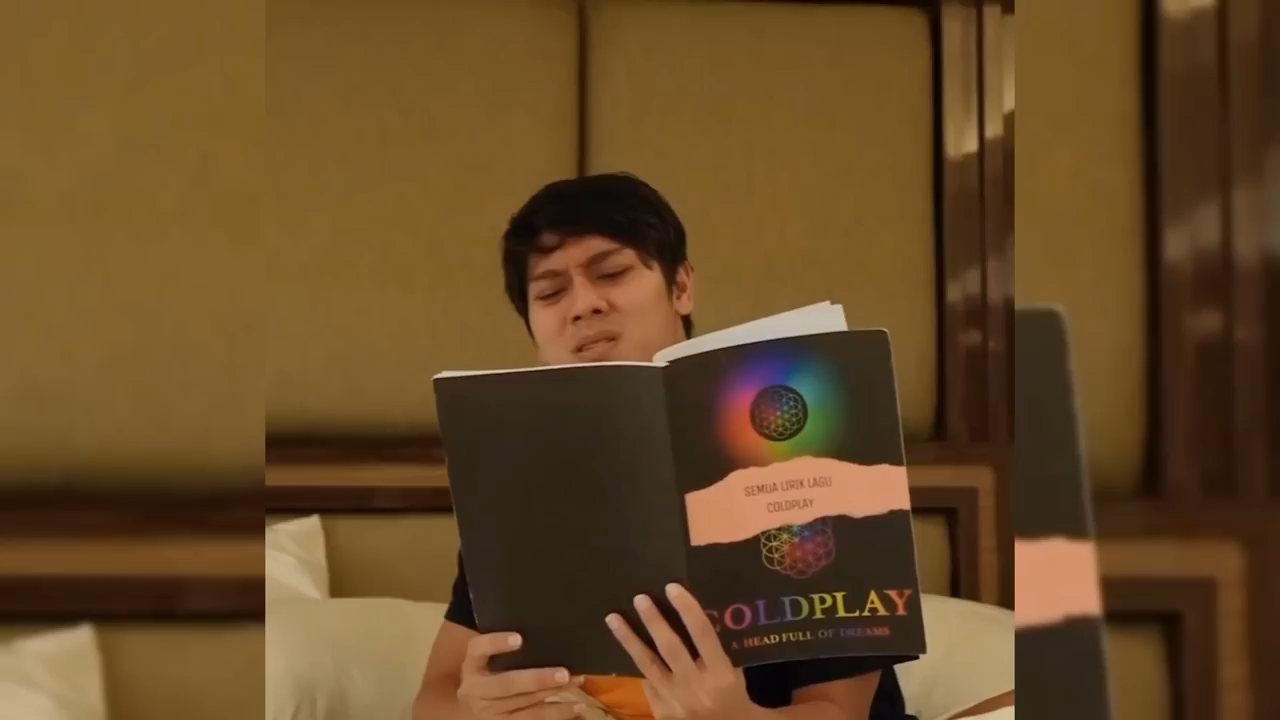 SEMUA LIRIK LAGU
COLDPLAY
COLDPLAY
A HEAD FULL OF DREAMS